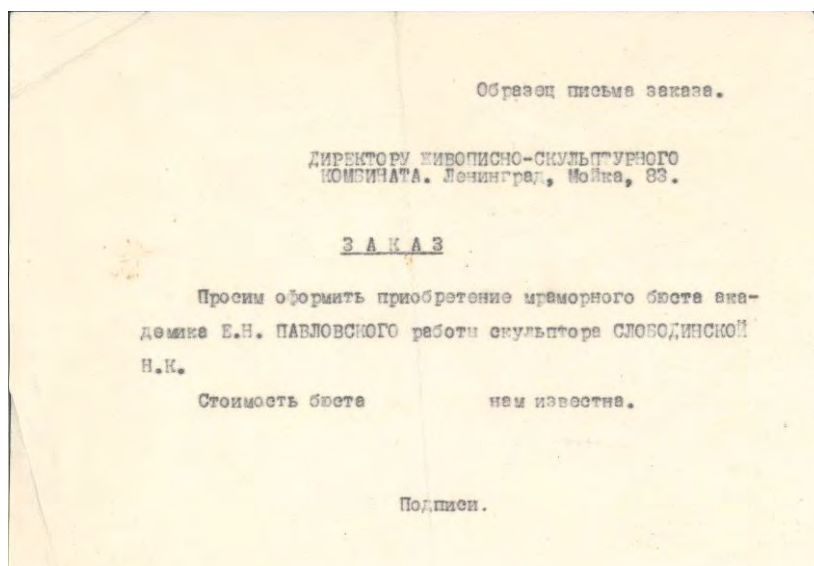 Образец письма заказа.
ДИРЕКТОРУ ЖИВОПИСНО-СКУЛЬПТУРНОГО
КОМБИНАТА. Ленинград, Мойка, 83.
З А К А З
Просим оформить приобретение мраморного бюста ака-
демика Е.Н. ПАВЛОВСКОГО работы скульптора СЛОБОДИНСКОЙ
Н.К.
Стоимость бюста нам известна.
Подписи.